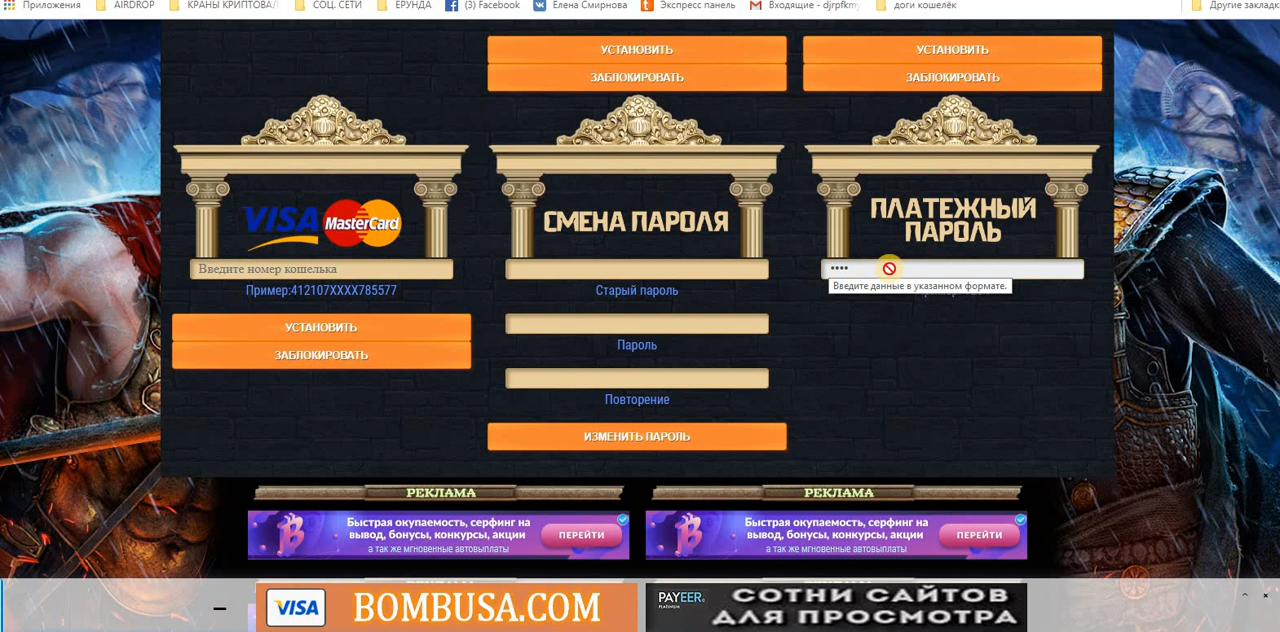 Приложения AIRDROP КРАНЫ КРИПТОВАЛ СОЦ. СЕТИ ЕРУНДА (3) Facebook Елена Смирнова Экспресс панель Входящие - djrpfkmy доги кошелёк Другие закладк
УСТАНОВИТЬ УСТАНОВИТЬ
ЗАБЛОКИРОВАТЬ ЗАБЛОКИРОВАТЬ
VISA MasterCard
Введите номер кошелька
Пример:412107XXXX785577
УСТАНОВИТЬ
ЗАБЛОКИРОВАТЬ
СМЕНА ПАРОЛЯ
Старый пароль
Пароль
Повторение
ИЗМЕНИТЬ ПАРОЛЬ
ПЛАТЕЖНЫЙ
ПАРОЛЬ
••••
Введите данные в указанном формате.
РЕКЛАМА
Быстрая окупаемость, серфинг на
вывод, бонусы, конкурсы, акции
а так же мгновенные автовыплаты
ПЕРЕЙТИ
РЕКЛАМА
Быстрая окупаемость, серфинг на
вывод, бонусы, конкурсы, акции
а так же мгновенные автовыплаты
ПЕРЕЙТИ
VISA BOMBUSA.COM
PAYEER
СОТНИ САЙТОВ
ДЛЯ ПРОСМОТРА